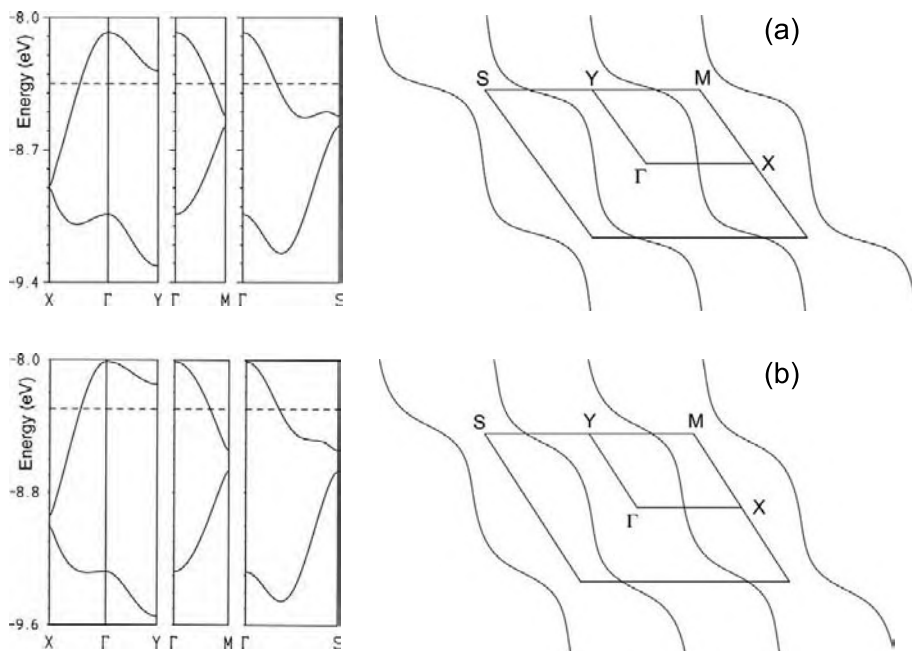 -8.0
-8.7
-9.4
Energy (eV)
X Γ Y Γ M Γ S
(a)
S Y M
Γ X
-8.0
-8.8
-9.6
Energy (eV)
X Γ Y Γ M Γ S
(b)
S Y M
Γ X